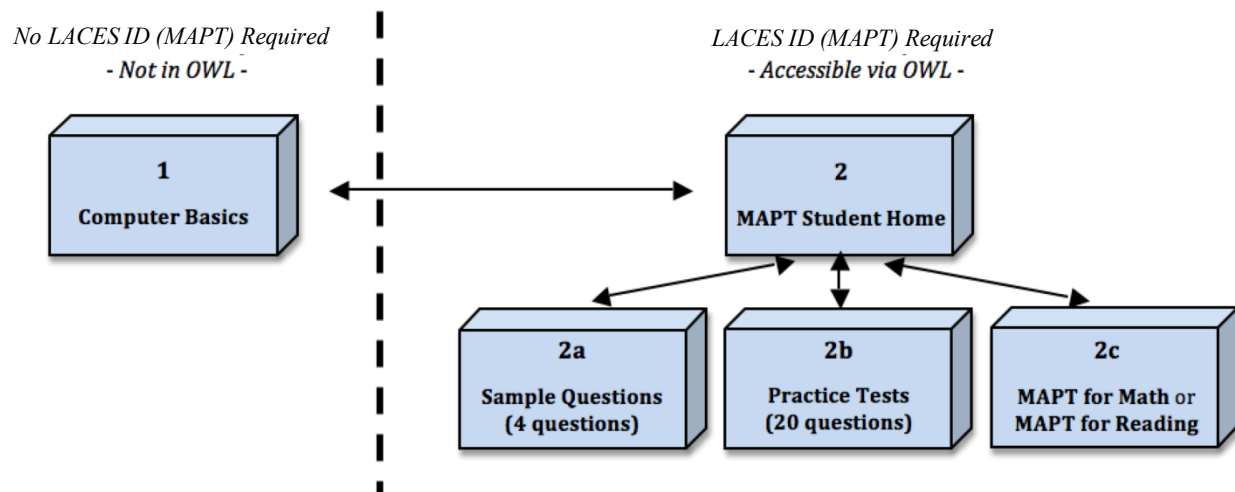 No LACES ID (MAPT) Required
- Not in OWL -
LACES ID (MAPT) Required
- Accessible via OWL -
1
Computer Basics
2
MAPT Student Home
2a
Sample Questions
(4 questions)
2b
Practice Tests
(20 questions)
2c
MAPT for Math or
MAPT for Reading